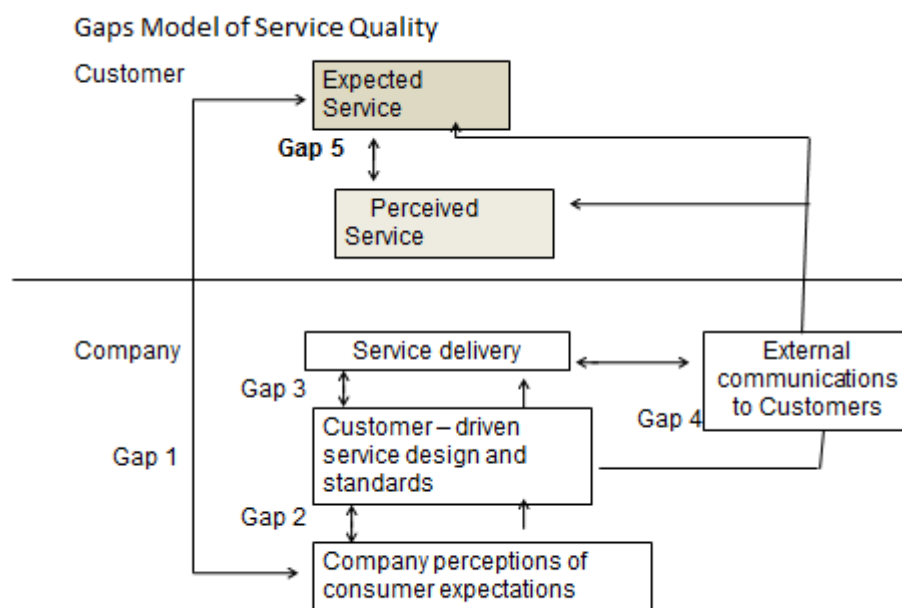 Gaps Model of Service Quality
Customer
Expected
Service
Gap 5
Perceived
Service
Company
Service delivery
External
communications
to Customers
Gap 3
Gap 4
Customer – driven
service design and
standards
Gap 1
Gap 2
Company perceptions of
consumer expectations